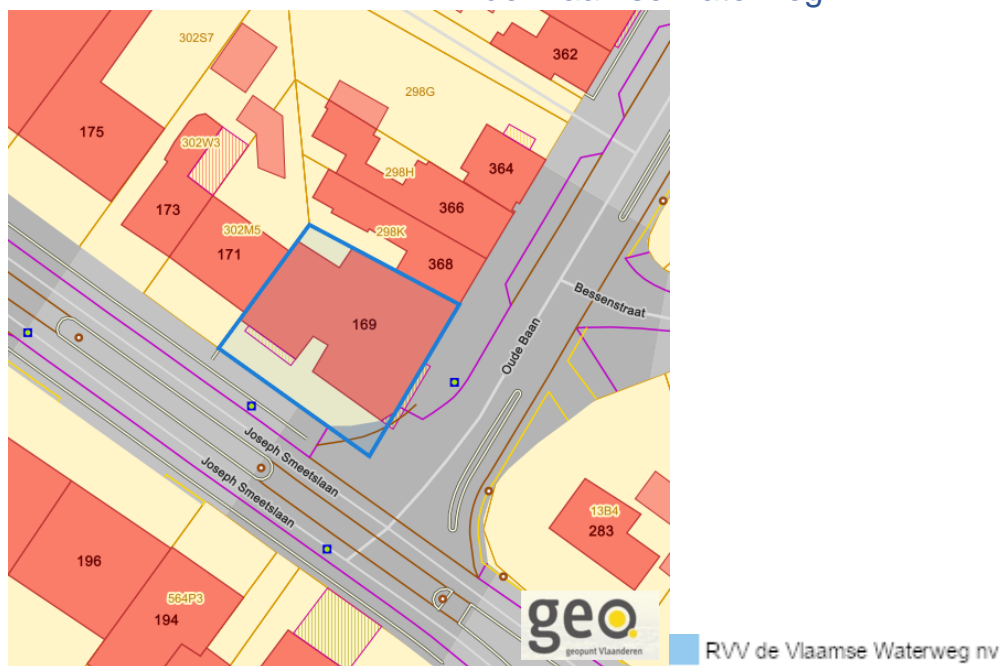 302S7
362
298G
175
302W3
364
298H
173
366
302M5
298K
171
368
Bessenstraat
169
Oude Baan
Joseph Smeetslaan
Joseph Smeetslaan
13B4
283
196
564P3
194
geo
geopunt Vlaanderen
RVV de Vlaamse Waterweg nv